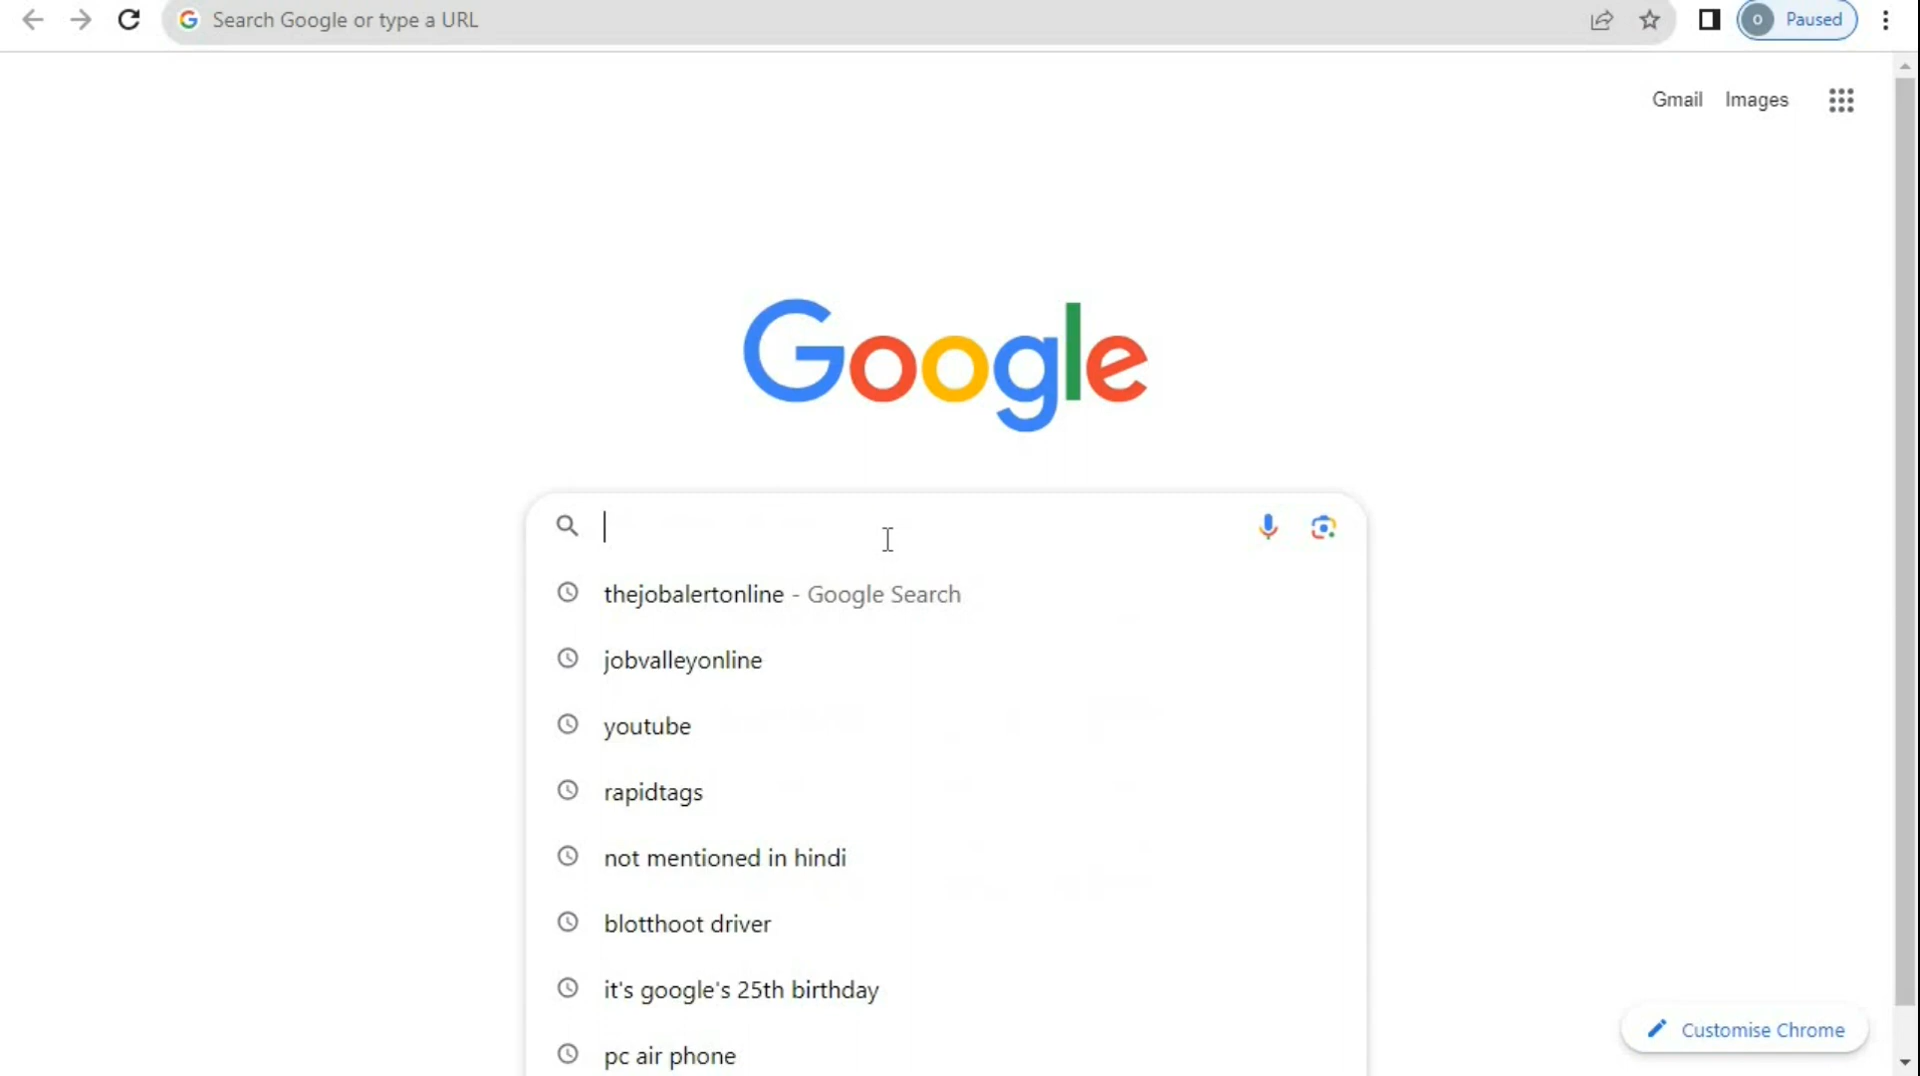 Search Google or type a URL
o Paused
Gmail Images
Google
thejobalertonline - Google Search
jobvalleyonline
youtube
rapidtags
not mentioned in hindi
blotthoot driver
it's google's 25th birthday
pc air phone
Customise Chrome